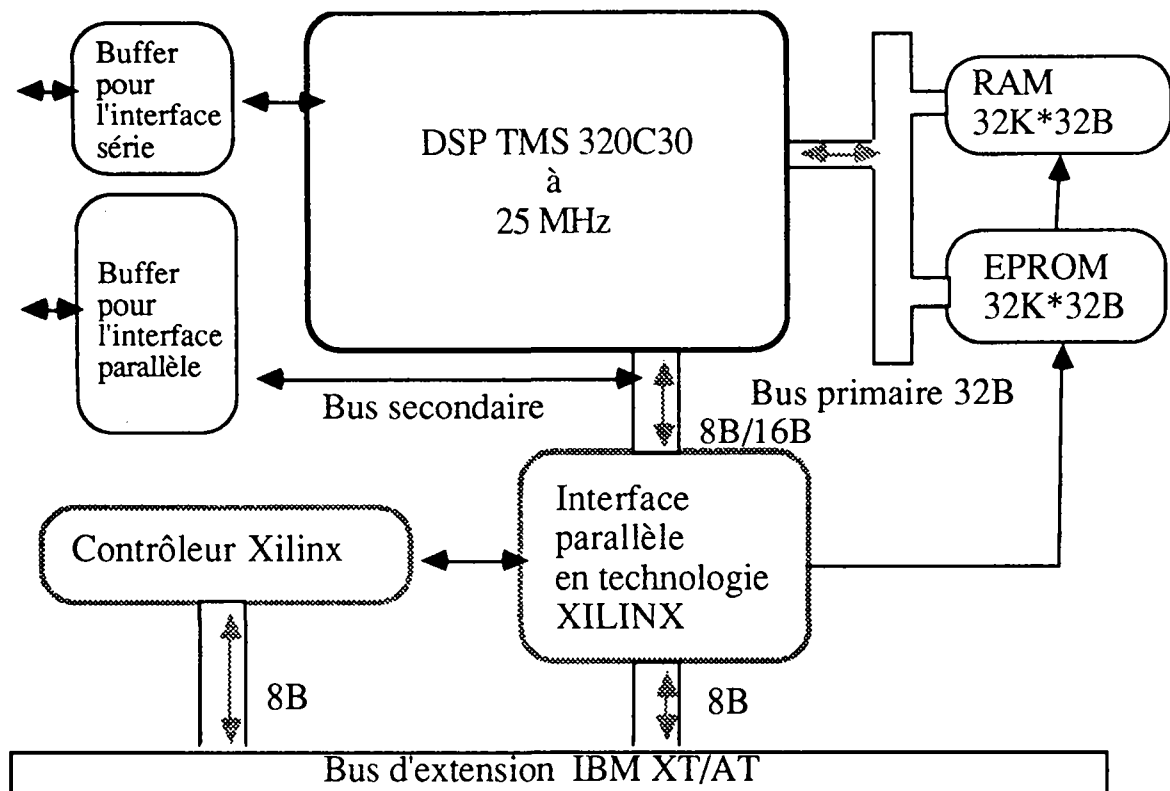 Buffer
pour
l'interface
série
DSP TMS 320C30
à
25 MHz
RAM
32K*32B
EPROM
32K*32B
Buffer
pour
l'interface
parallèle
Bus secondaire
Bus primaire 32B
8B/16B
Contrôleur Xilinx
Interface
parallèle
en technologie
XILINX
8B
8B
Bus d'extension IBM XT/AT